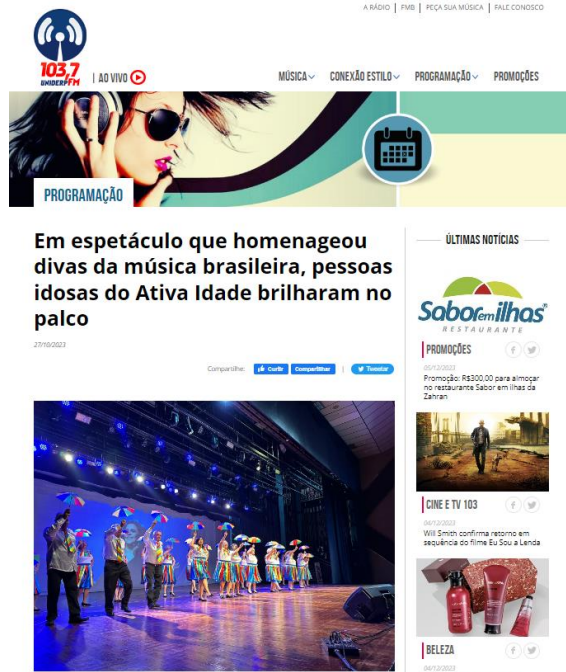 A RÁDIO | FMB | PEÇA SUA MÚSICA | FALE CONOSCO
103,7
UNIDERP FM
| AO VIVO
MÚSICA CONEXÃO ESTILO PROGRAMAÇÃO PROMOÇÕES
PROGRAMAÇÃO
Em espetáculo que homenageou
divas da música brasileira, pessoas
idosas do Ativa Idade brilharam no
palco
27/10/2023
Compartilhe: Curtir Compartilhar | Tweetar
ÚLTIMAS NOTÍCIAS
Sabor em ilhas
RESTAURANTE
PROMOÇÕES
05/12/2023
Promoção: R$300,00 para almoçar
no restaurante Sabor em ilhas da
Zahran
CINE E TV 103
04/12/2023
Will Smith confirma retorno em
sequência do filme Eu Sou a Lenda
BELEZA
04/12/2023